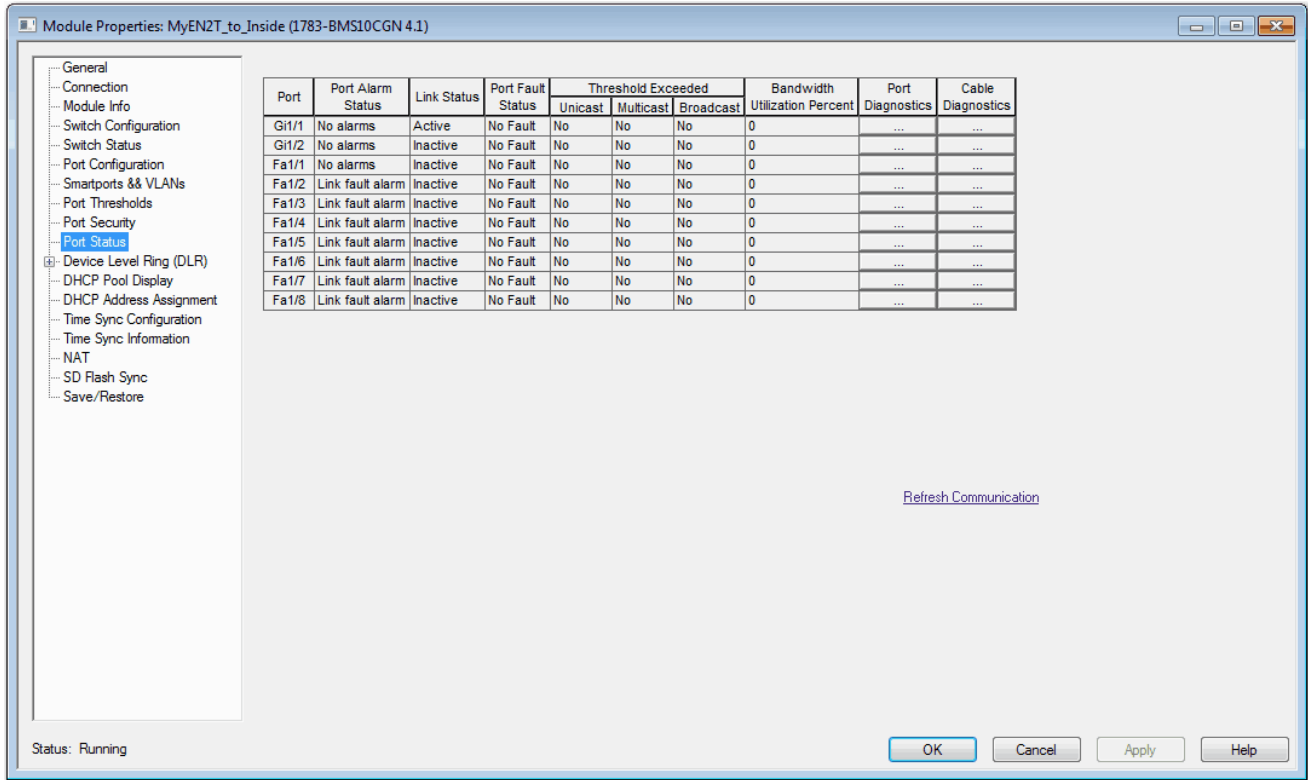 Module Properties: MyEN2T_to_Inside (1783-BMS10CGN 4.1)
General
Connection
Module Info
Switch Configuration
Switch Status
Port Configuration
Smartports && VLANs
Port Thresholds
Port Security
Port Status
Device Level Ring (DLR)
DHCP Pool Display
DHCP Address Assignment
Time Sync Configuration
Time Sync Information
NAT
SD Flash Sync
Save/Restore
Port Port Alarm Status Link Status Port Fault Status Threshold Exceeded Unicast Multicast Broadcast Bandwidth Utilization Percent Port Diagnostics Cable Diagnostics
Gi1/1 No alarms Active No Fault No No No 0 ... ...
Gi1/2 No alarms Inactive No Fault No No No 0 ... ...
Fa1/1 No alarms Inactive No Fault No No No 0 ... ...
Fa1/2 Link fault alarm Inactive No Fault No No No 0 ... ...
Fa1/3 Link fault alarm Inactive No Fault No No No 0 ... ...
Fa1/4 Link fault alarm Inactive No Fault No No No 0 ... ...
Fa1/5 Link fault alarm Inactive No Fault No No No 0 ... ...
Fa1/6 Link fault alarm Inactive No Fault No No No 0 ... ...
Fa1/7 Link fault alarm Inactive No Fault No No No 0 ... ...
Fa1/8 Link fault alarm Inactive No Fault No No No 0 ... ...
Refresh Communication
Status: Running
OK Cancel Apply Help